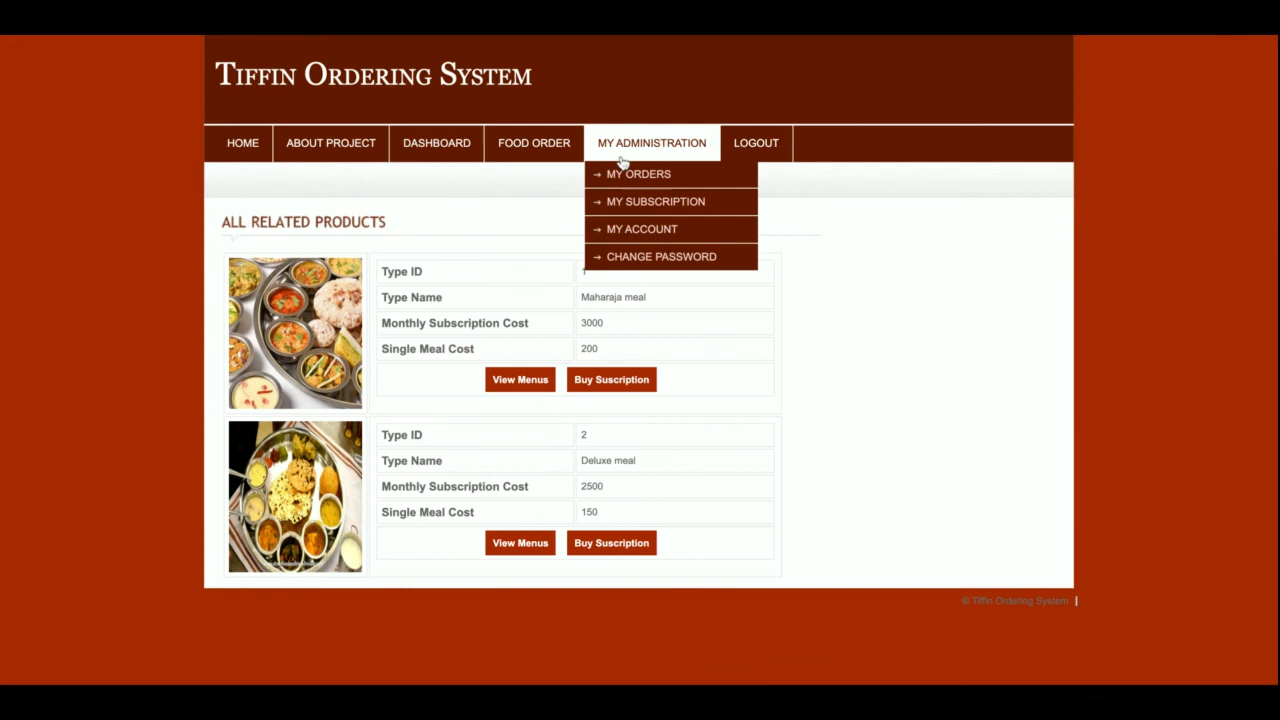 Tiffin Ordering System
HOME ABOUT PROJECT DASHBOARD FOOD ORDER MY ADMINISTRATION LOGOUT
→ MY ORDERS
→ MY SUBSCRIPTION
→ MY ACCOUNT
→ CHANGE PASSWORD
ALL RELATED PRODUCTS
Type ID
Type Name Maharaja meal
Monthly Subscription Cost 3000
Single Meal Cost 200
View Menus Buy Suscription
Type ID 2
Type Name Deluxe meal
Monthly Subscription Cost 2500
Single Meal Cost 150
View Menus Buy Suscription
© Tiffin Ordering System |